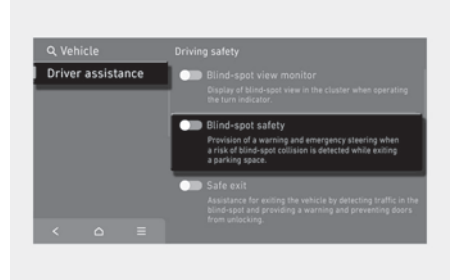 Vehicle
Driving safety
Driver assistance
Blind-spot view monitor
Display of blind-spot view in the cluster when operating
the turn indicator.
Blind-spot safety
Provision of a warning and emergency steering when
a risk of blind-spot collision is detected while exiting
a parking space.
Safe exit
Assistance for exiting the vehicle by detecting traffic in the
blind-spot and providing a warning and preventing doors
from unlocking.